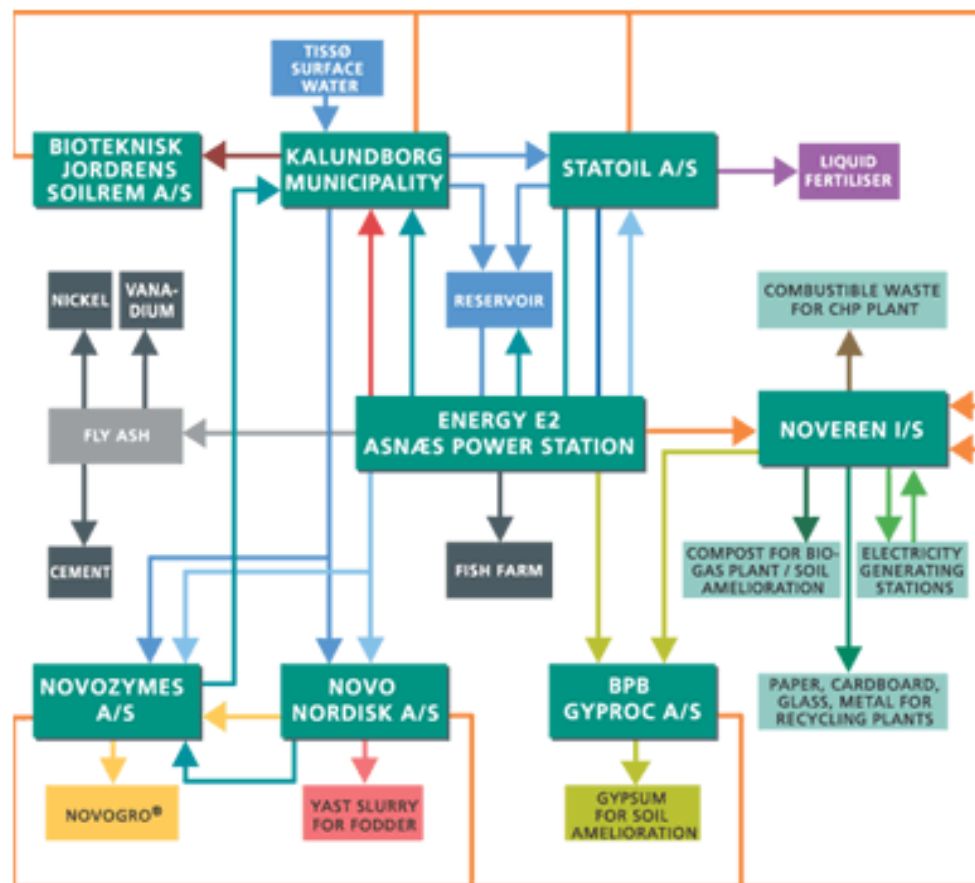 TISSØ
SURFACE
WATER
BIOTEKNISK
JORDRENS
SOILREM A/S
KALUNDBORG
MUNICIPALITY
STATOIL A/S
LIQUID
FERTILISER
NICKEL
VANA-
DIUM
RESERVOIR
COMBUSTIBLE WASTE
FOR CHP PLANT
FLY ASH
ENERGY E2
ASNÆS POWER STATION
NOVEREN I/S
CEMENT
FISH FARM
COMPOST FOR BIO-
GAS PLANT / SOIL
AMELIORATION
ELECTRICITY
GENERATING
STATIONS
NOVOZYMES
A/S
NOVO
NORDISK A/S
BPB
GYPROC A/S
PAPER, CARDBOARD,
GLASS, METAL FOR
RECYCLING PLANTS
NOVOGRO®
YAST SLURRY
FOR FODDER
GYPSUM
FOR SOIL
AMELIORATION